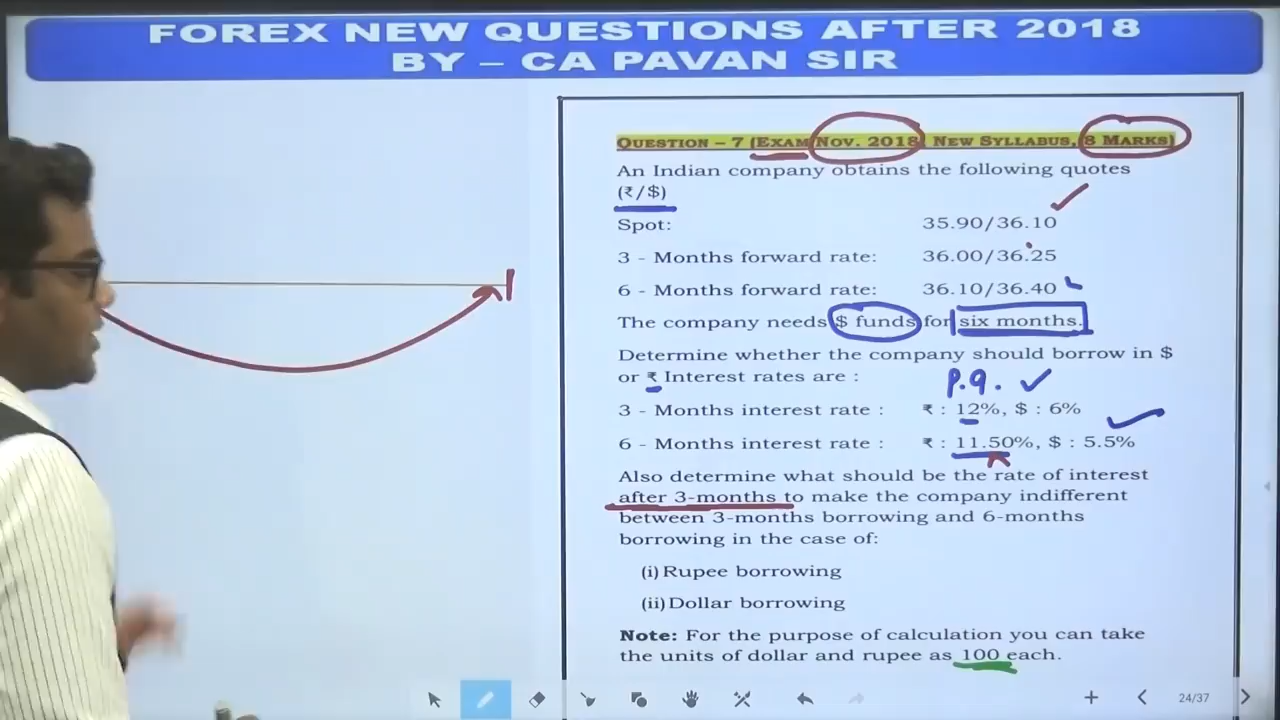 FOREX NEW QUESTIONS AFTER 2018
BY – CA PAVAN SIR
QUESTION – 7 (EXAM NOV. 2018, NEW SYLLABUS, 8 MARKS)
An Indian company obtains the following quotes
(₹/$)
Spot: 35.90/36.10
3 - Months forward rate: 36.00/36.25
6 - Months forward rate: 36.10/36.40
The company needs $ funds for six months.
Determine whether the company should borrow in $
or ₹ Interest rates are :
P.a.
3 - Months interest rate : ₹ : 12%, $ : 6%
6 - Months interest rate : ₹ : 11.50%, $ : 5.5%
Also determine what should be the rate of interest
after 3-months to make the company indifferent
between 3-months borrowing and 6-months
borrowing in the case of:
(i) Rupee borrowing
(ii) Dollar borrowing
Note: For the purpose of calculation you can take
the units of dollar and rupee as 100 each.
24/37